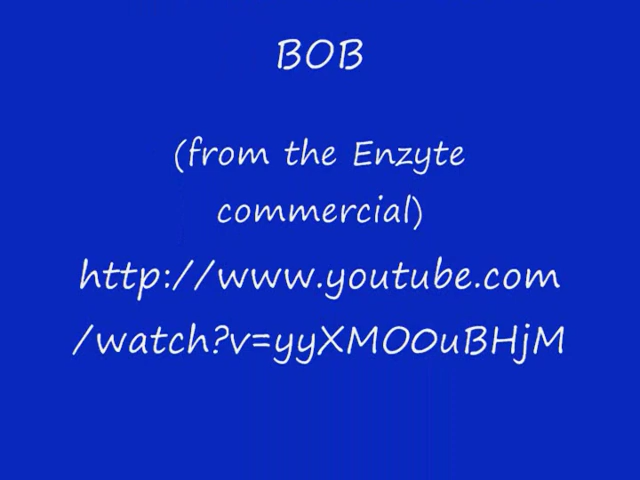 BOB
(from the Enzyte
commercial)
http://www.youtube.com
/watch?v=yyXMOOuBHjM